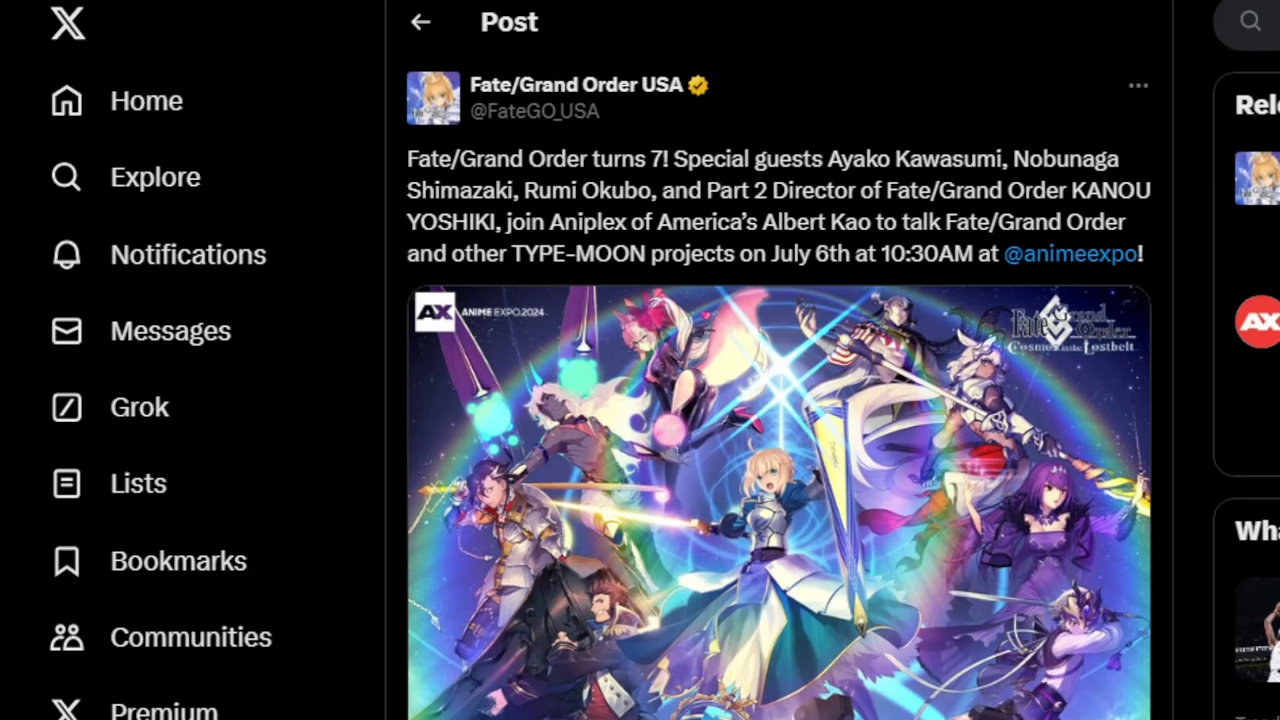 Home
Explore
Notifications
Messages
Grok
Lists
Bookmarks
Communities
Premium
Post
Fate/Grand Order USA
@FateGO_USA
Fate/Grand Order turns 7! Special guests Ayako Kawasumi, Nobunaga
Shimazaki, Rumi Okubo, and Part 2 Director of Fate/Grand Order KANOU
YOSHIKI, join Aniplex of America’s Albert Kao to talk Fate/Grand Order
and other TYPE-MOON projects on July 6th at 10:30AM at @animeexpo!
AX ANIME EXPO 2024
Fate Grand Order
Cosmos in the Lostbelt
Rel
AX
Wha